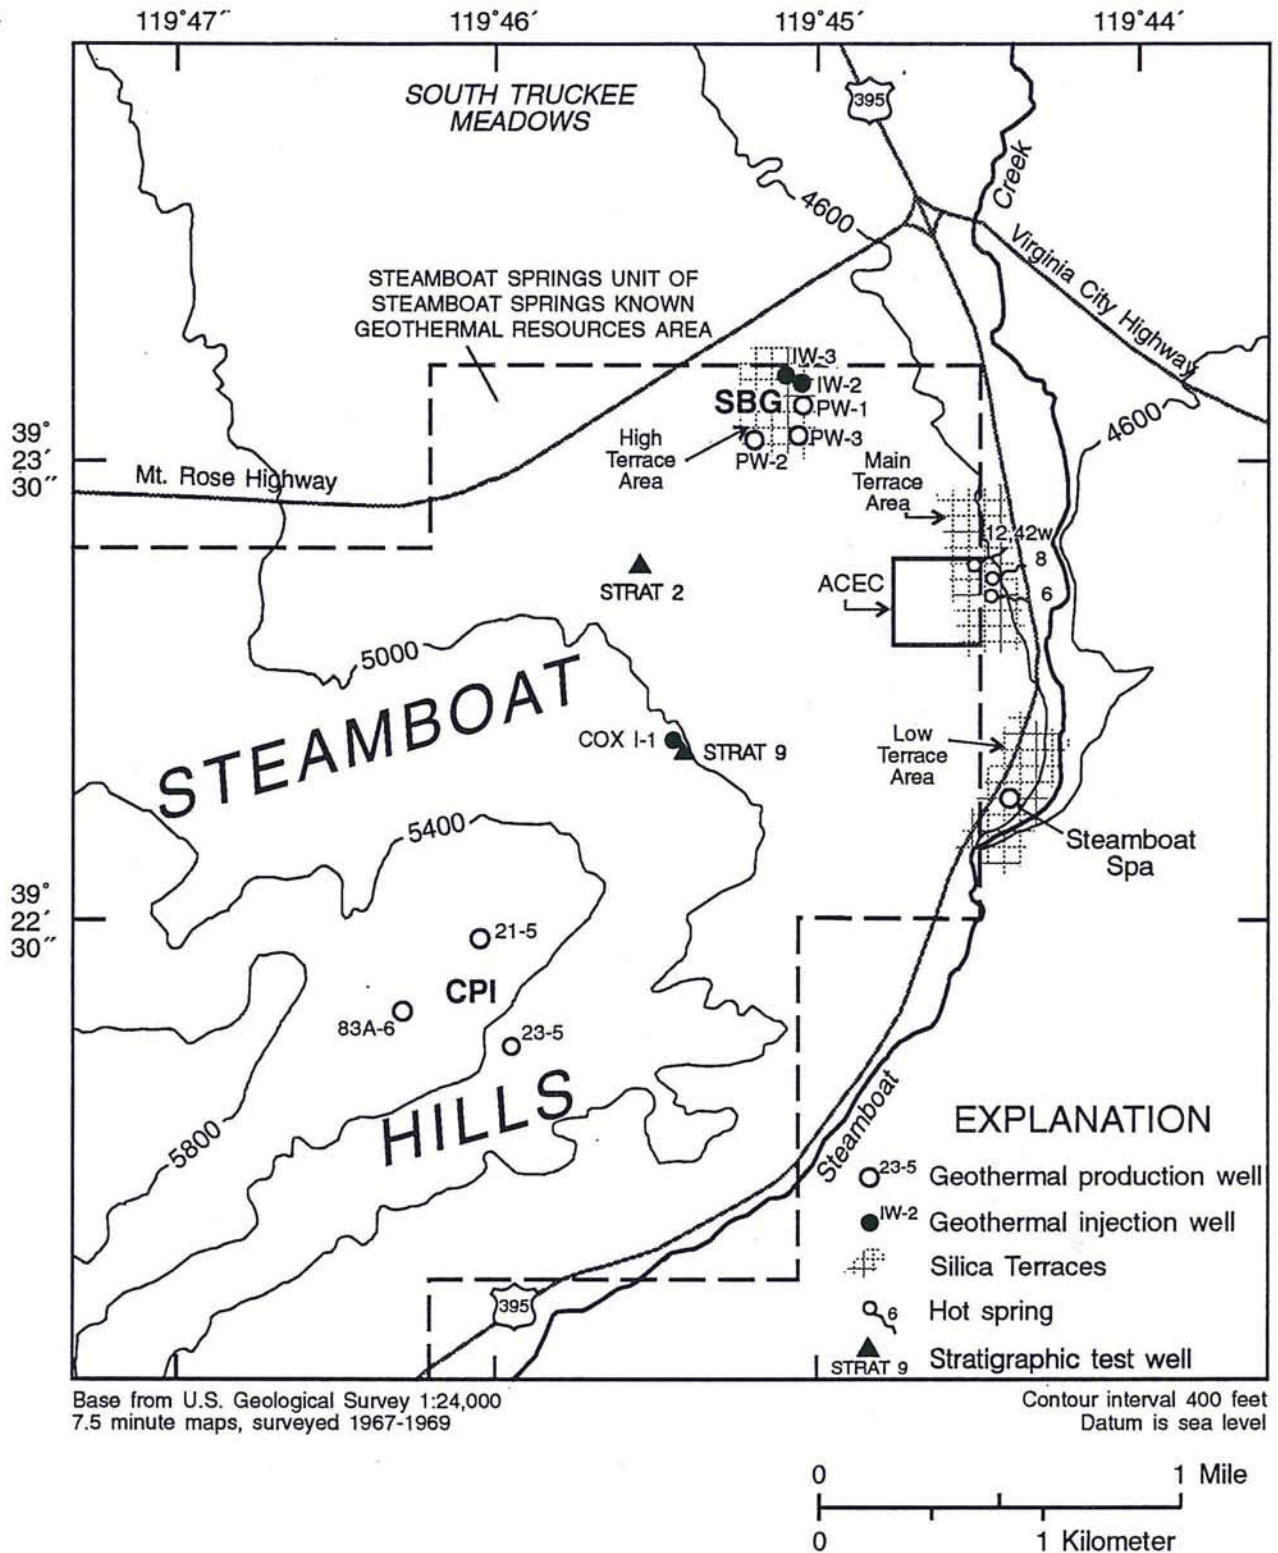 119°47″
119°46′
119°45′
119°44′
SOUTH TRUCKEE
MEADOWS
395
Creek
4600
Virginia City Highway
STEAMBOAT SPRINGS UNIT OF
STEAMBOAT SPRINGS KNOWN
GEOTHERMAL RESOURCES AREA
IW-3
IW-2
SBG
PW-1
PW-3
PW-2
High
Terrace
Area
4600
39°
23′
30″
Mt. Rose Highway
Main
Terrace
Area
12,42w
8
6
ACEC
STRAT 2
5000
STEAMBOAT
COX I-1
STRAT 9
Low
Terrace
Area
5400
Steamboat
Spa
39°
22′
30″
21-5
CPI
83A-6
23-5
HILLS
5800
Steamboat
395
EXPLANATION
23-5 Geothermal production well
IW-2 Geothermal injection well
Silica Terraces
6 Hot spring
STRAT 9 Stratigraphic test well
Base from U.S. Geological Survey 1:24,000
7.5 minute maps, surveyed 1967-1969
Contour interval 400 feet
Datum is sea level
0 1 Mile
0 1 Kilometer